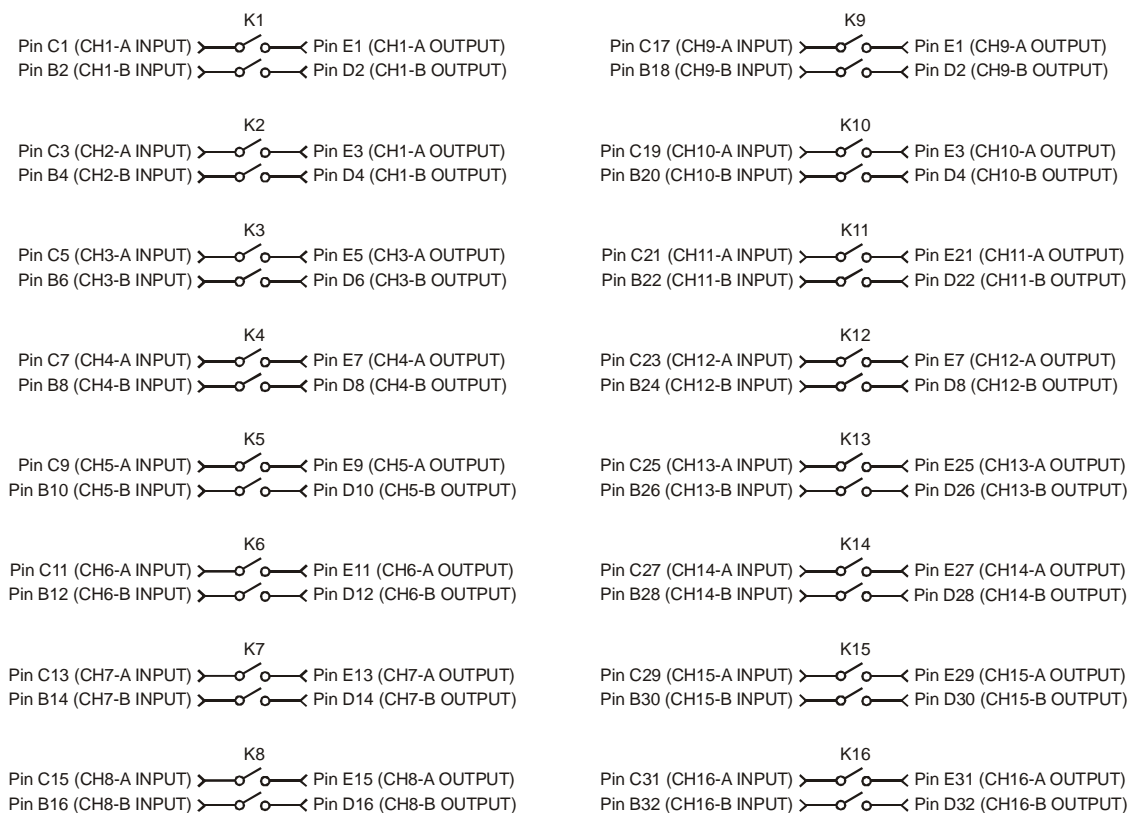 K1
Pin C1 (CH1-A INPUT) Pin E1 (CH1-A OUTPUT)
Pin B2 (CH1-B INPUT) Pin D2 (CH1-B OUTPUT)
K2
Pin C3 (CH2-A INPUT) Pin E3 (CH1-A OUTPUT)
Pin B4 (CH2-B INPUT) Pin D4 (CH1-B OUTPUT)
K3
Pin C5 (CH3-A INPUT) Pin E5 (CH3-A OUTPUT)
Pin B6 (CH3-B INPUT) Pin D6 (CH3-B OUTPUT)
K4
Pin C7 (CH4-A INPUT) Pin E7 (CH4-A OUTPUT)
Pin B8 (CH4-B INPUT) Pin D8 (CH4-B OUTPUT)
K5
Pin C9 (CH5-A INPUT) Pin E9 (CH5-A OUTPUT)
Pin B10 (CH5-B INPUT) Pin D10 (CH5-B OUTPUT)
K6
Pin C11 (CH6-A INPUT) Pin E11 (CH6-A OUTPUT)
Pin B12 (CH6-B INPUT) Pin D12 (CH6-B OUTPUT)
K7
Pin C13 (CH7-A INPUT) Pin E13 (CH7-A OUTPUT)
Pin B14 (CH7-B INPUT) Pin D14 (CH7-B OUTPUT)
K8
Pin C15 (CH8-A INPUT) Pin E15 (CH8-A OUTPUT)
Pin B16 (CH8-B INPUT) Pin D16 (CH8-B OUTPUT)
K9
Pin C17 (CH9-A INPUT) Pin E1 (CH9-A OUTPUT)
Pin B18 (CH9-B INPUT) Pin D2 (CH9-B OUTPUT)
K10
Pin C19 (CH10-A INPUT) Pin E3 (CH10-A OUTPUT)
Pin B20 (CH10-B INPUT) Pin D4 (CH10-B OUTPUT)
K11
Pin C21 (CH11-A INPUT) Pin E21 (CH11-A OUTPUT)
Pin B22 (CH11-B INPUT) Pin D22 (CH11-B OUTPUT)
K12
Pin C23 (CH12-A INPUT) Pin E7 (CH12-A OUTPUT)
Pin B24 (CH12-B INPUT) Pin D8 (CH12-B OUTPUT)
K13
Pin C25 (CH13-A INPUT) Pin E25 (CH13-A OUTPUT)
Pin B26 (CH13-B INPUT) Pin D26 (CH13-B OUTPUT)
K14
Pin C27 (CH14-A INPUT) Pin E27 (CH14-A OUTPUT)
Pin B28 (CH14-B INPUT) Pin D28 (CH14-B OUTPUT)
K15
Pin C29 (CH15-A INPUT) Pin E29 (CH15-A OUTPUT)
Pin B30 (CH15-B INPUT) Pin D30 (CH15-B OUTPUT)
K16
Pin C31 (CH16-A INPUT) Pin E31 (CH16-A OUTPUT)
Pin B32 (CH16-B INPUT) Pin D32 (CH16-B OUTPUT)